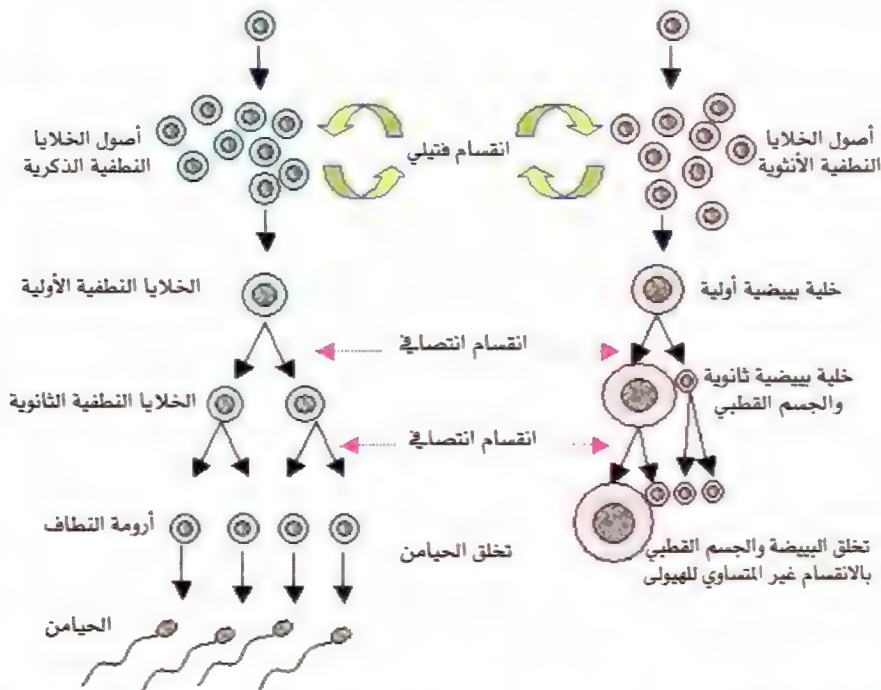 أصول الخلايا
النطفية الأنثوية
انقسام فتيلي
أصول الخلايا
النطفية الذكرية
خلية بييضية أولية
الخلايا النطفية الأولية
انقسام انتصافي
خلية بييضية ثانوية
والجسم القطبي
الخلايا النطفية الثانوية
انقسام انتصافي
أرومة النطاف
تخلق الحيامن
تخلق البييضة والجسم القطبي
بالانقسام غير المتساوي للهيولى
الحيامن